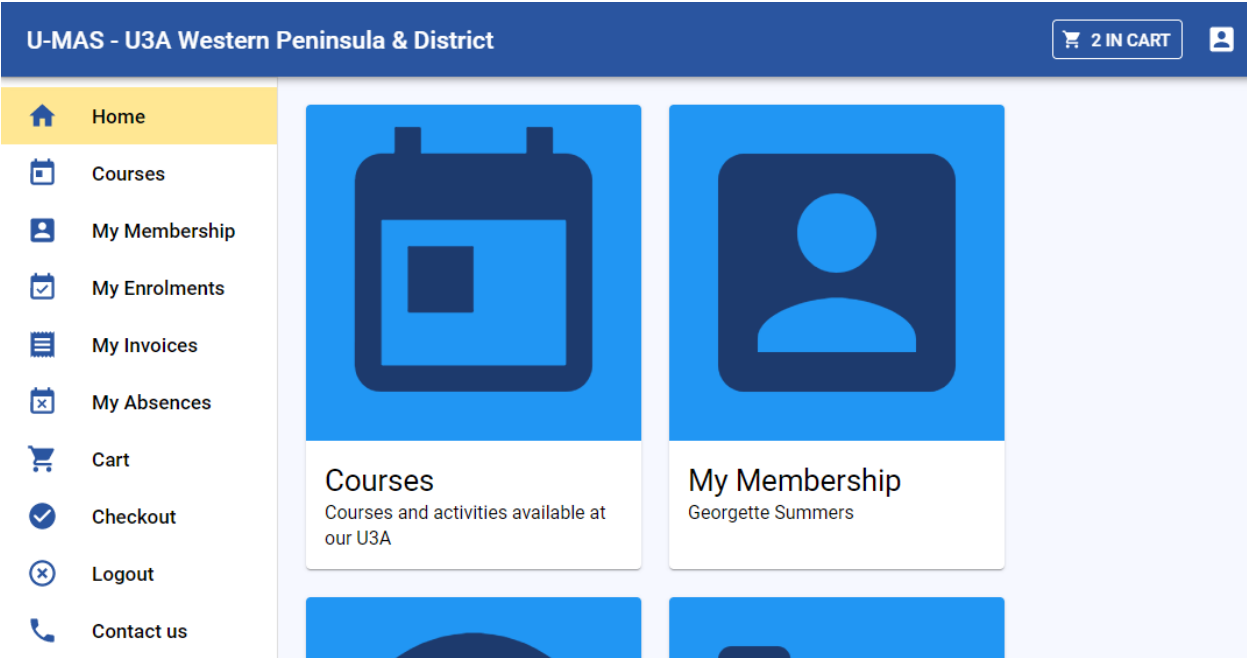 U-MAS - U3A Western Peninsula & District
2 IN CART
Home
Courses
My Membership
My Enrolments
My Invoices
My Absences
Cart
Checkout
Logout
Contact us
Courses
Courses and activities available at
our U3A
My Membership
Georgette Summers